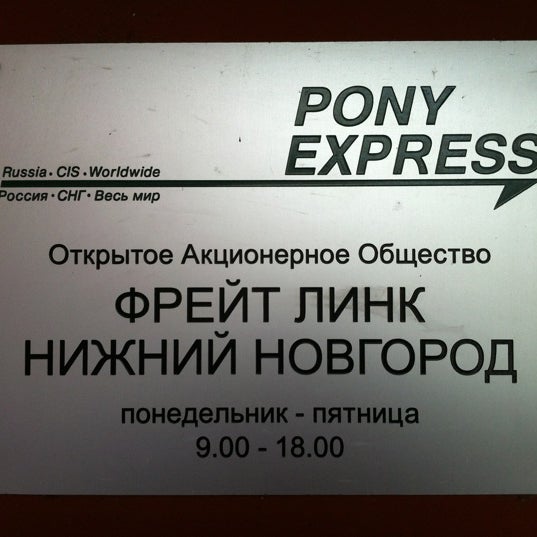 PONY
EXPRESS
Russia · CIS · Worldwide
Россия · СНГ · Весь мир
Открытое Акционерное Общество
ФРЕЙТ ЛИНК
НИЖНИЙ НОВГОРОД
понедельник - пятница
9.00 - 18.00